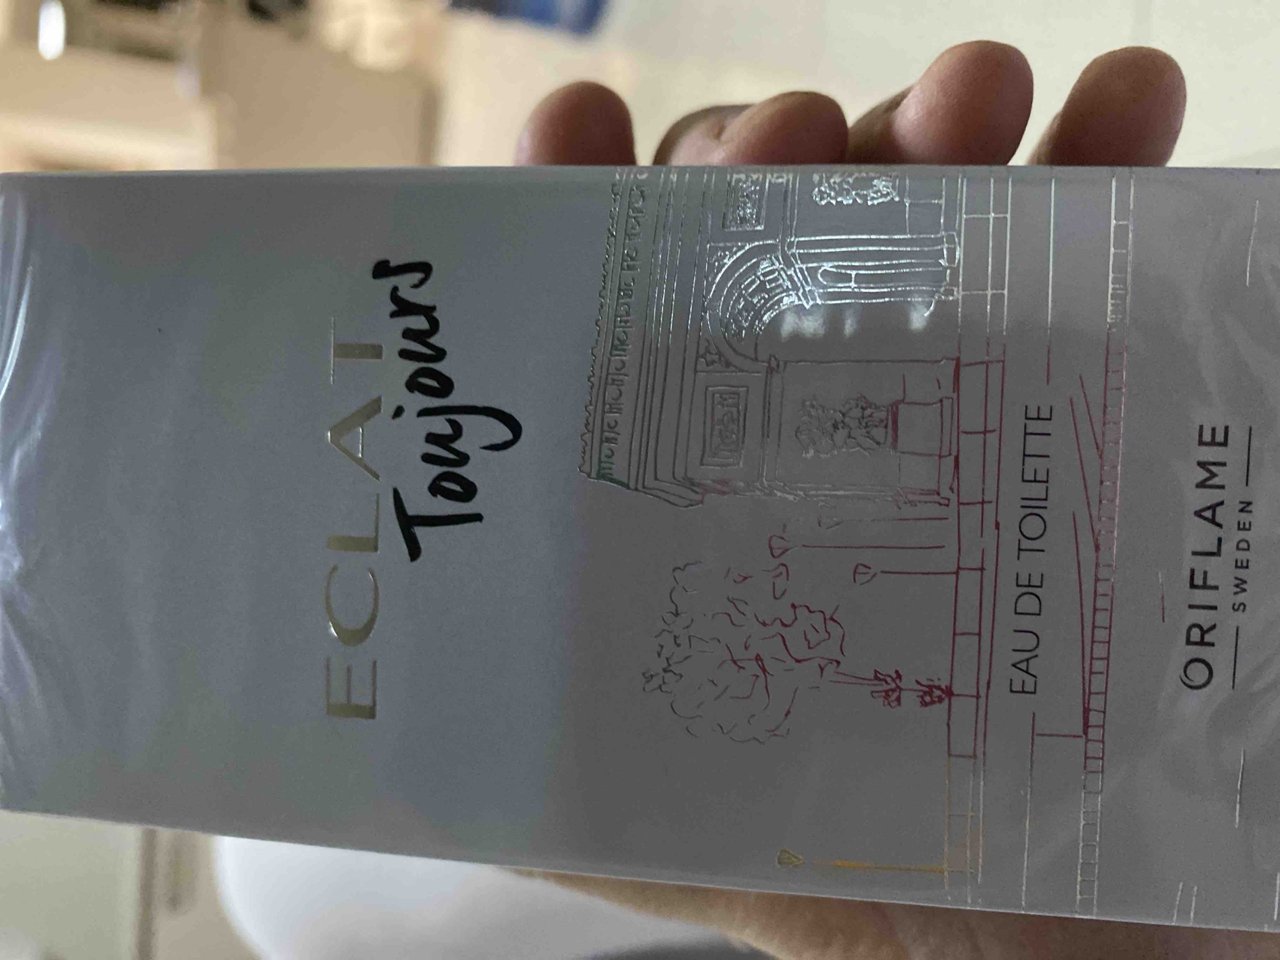 ECLAT
Toujours
EAU DE TOILETTE
ORIFLAME
SWEDEN